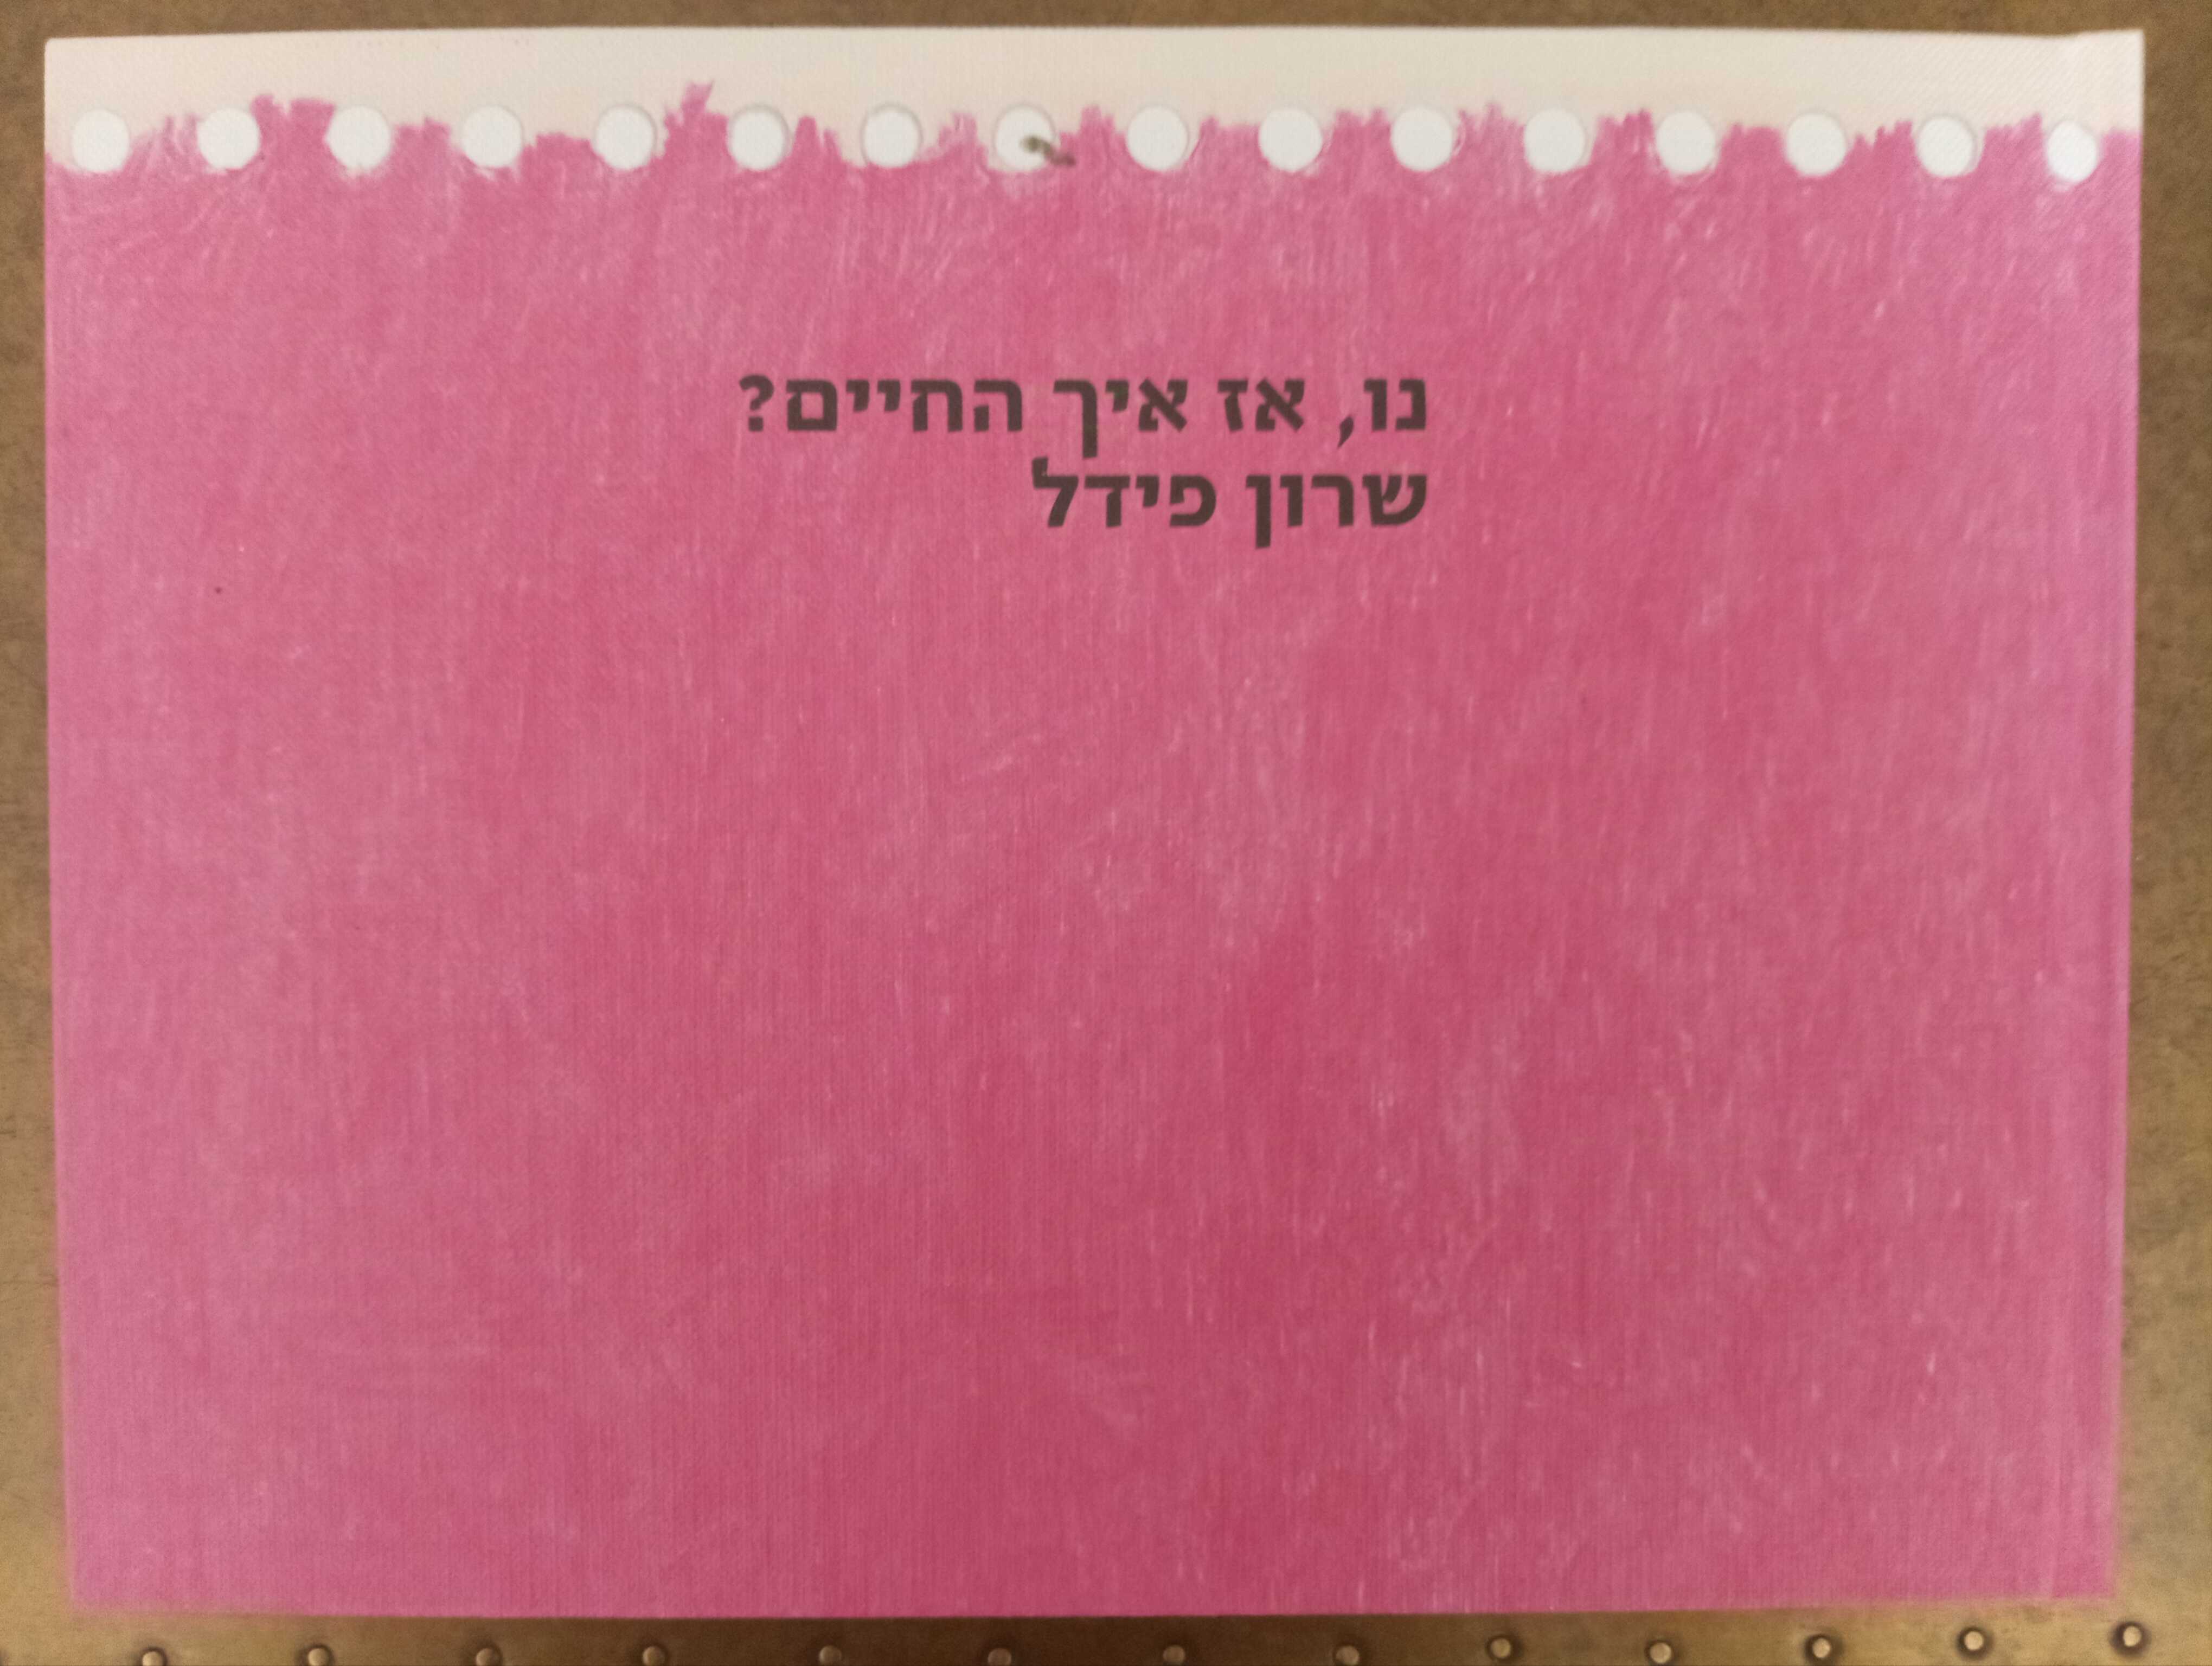 נו, אז איך החיים?
שרון פידל